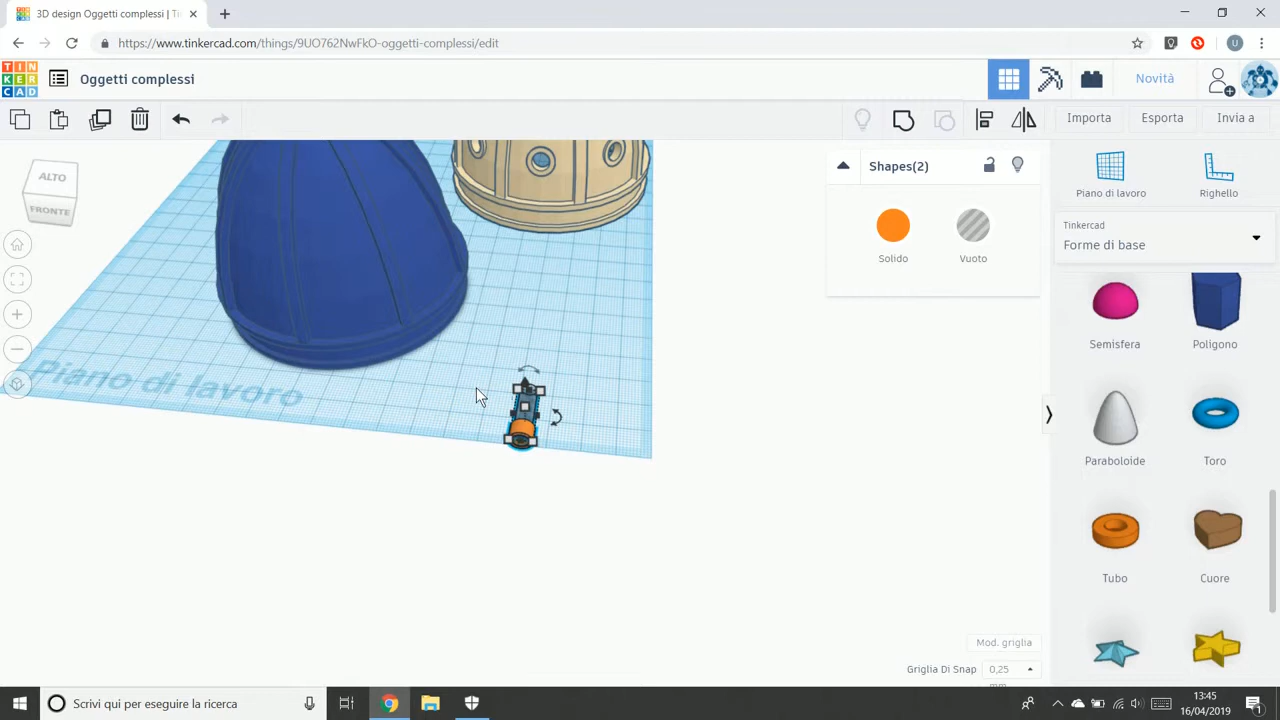 3D design Oggetti complessi | Ti
https://www.tinkercad.com/things/9UO762NwFkO-oggetti-complessi/edit
U
TIN
KER
CAD
Oggetti complessi
Novità
Importa
Esporta
Invia a
ALTO
FRONTE
Shapes(2)
Solido
Vuoto
Piano di lavoro
Righello
Tinkercad
Forme di base
Semisfera
Poligono
Paraboloide
Toro
Tubo
Cuore
Piano di lavoro
Mod. griglia
Griglia Di Snap
0,25
mm
Scrivi qui per eseguire la ricerca
13:45
16/04/2019
1